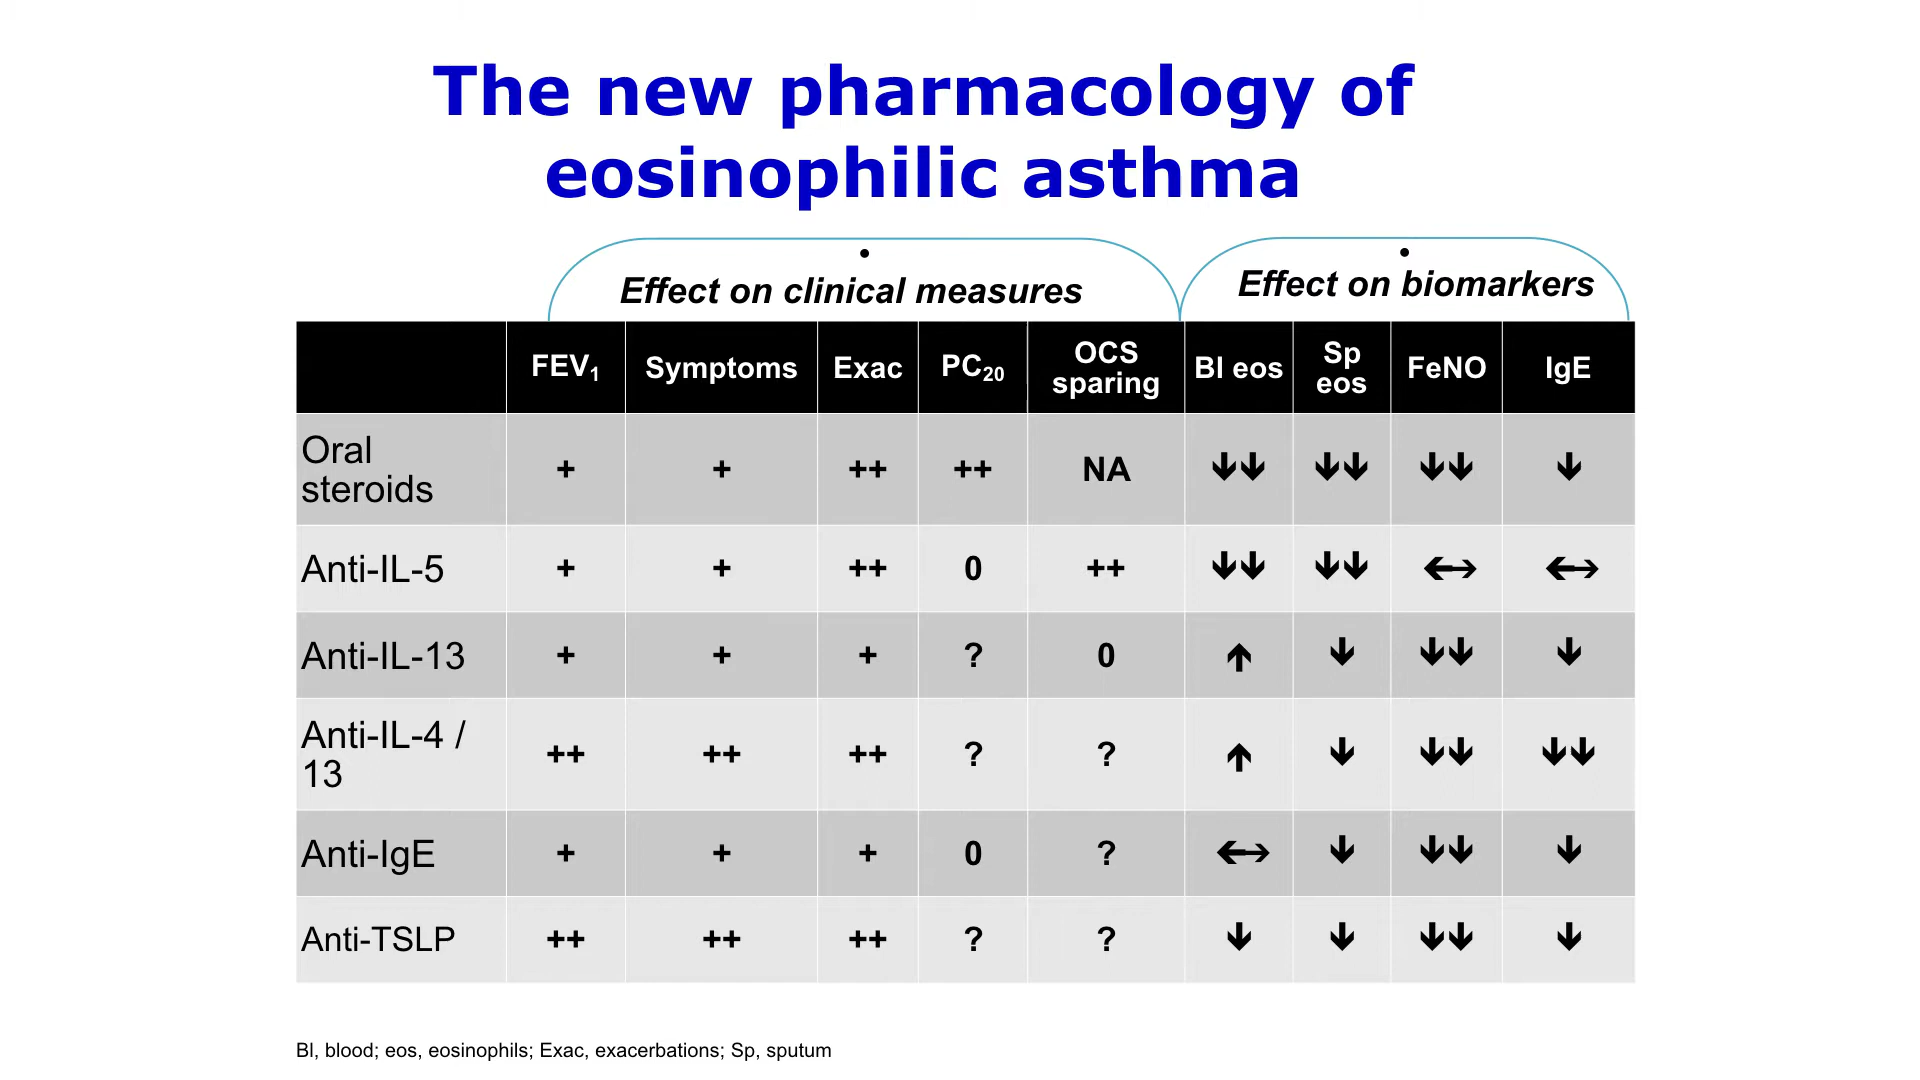 The new pharmacology of
eosinophilic asthma
• Effect on clinical measures
• Effect on biomarkers
FEV₁ Symptoms Exac PC₂₀ OCS sparing Bl eos Sp eos FeNO IgE
Oral steroids + + ++ ++ NA ↓↓ ↓↓ ↓↓ ↓
Anti-IL-5 + + ++ 0 ++ ↓↓ ↓↓ ↔ ↔
Anti-IL-13 + + + ? 0 ↑ ↓ ↓↓ ↓
Anti-IL-4 / 13 ++ ++ ++ ? ? ↑ ↓ ↓↓ ↓↓
Anti-IgE + + + 0 ? ↔ ↓ ↓↓ ↓
Anti-TSLP ++ ++ ++ ? ? ↓ ↓ ↓↓ ↓
Bl, blood; eos, eosinophils; Exac, exacerbations; Sp, sputum